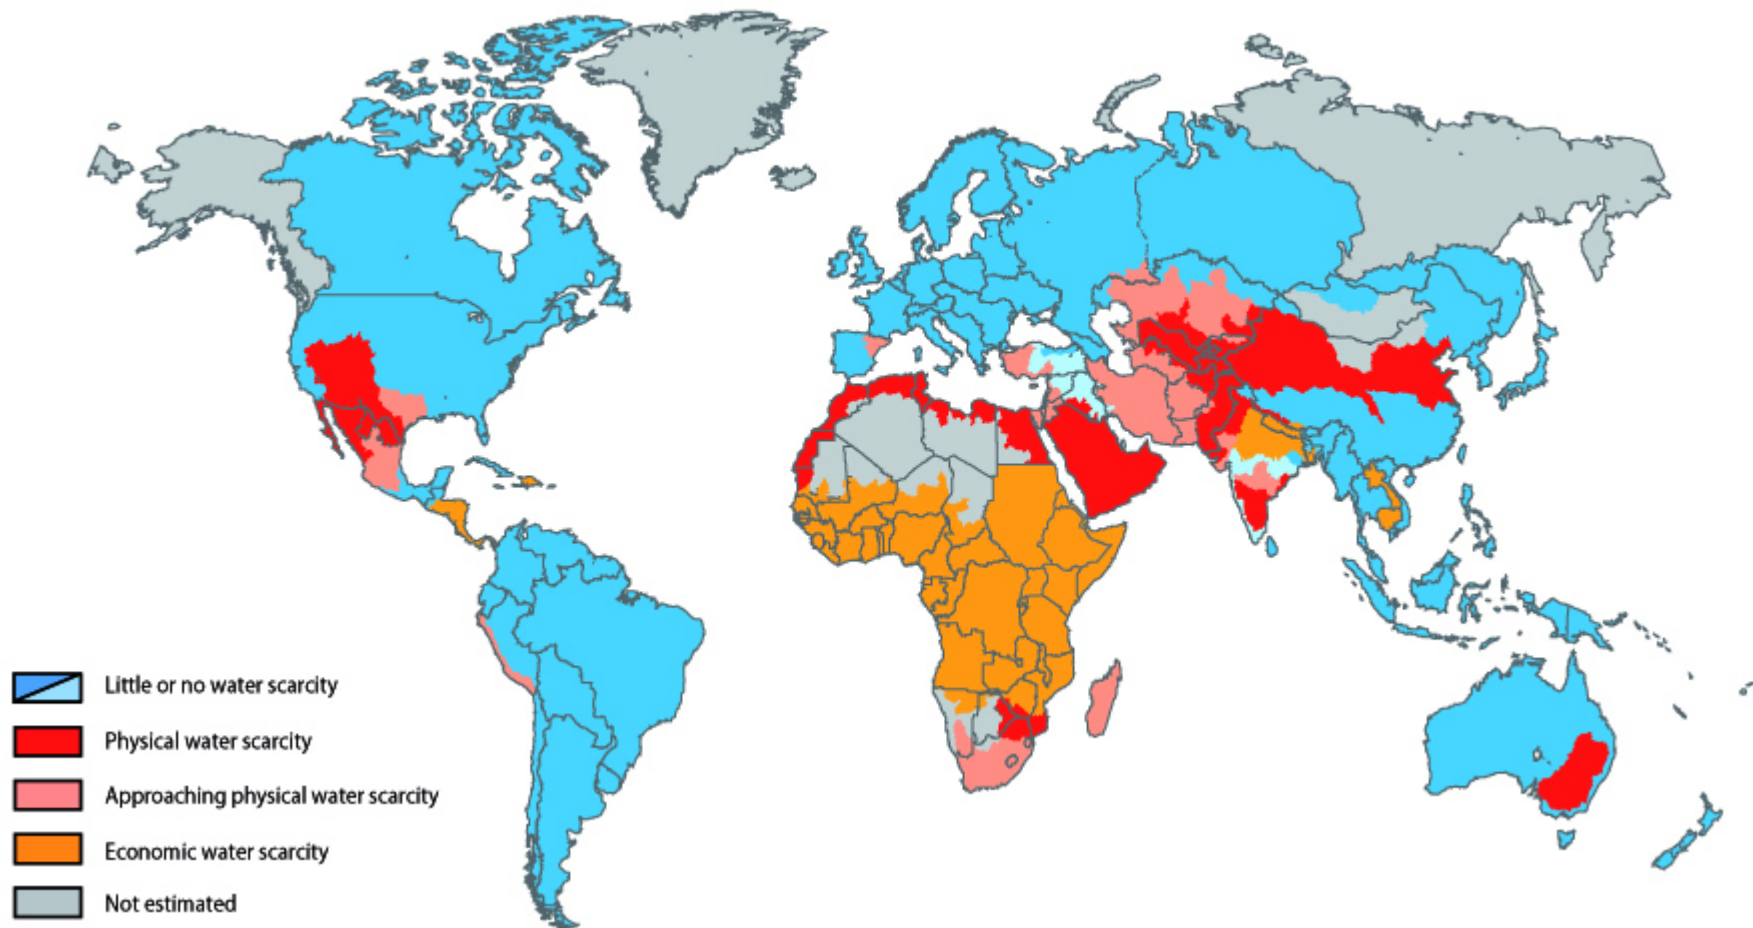 Little or no water scarcity
Physical water scarcity
Approaching physical water scarcity
Economic water scarcity
Not estimated